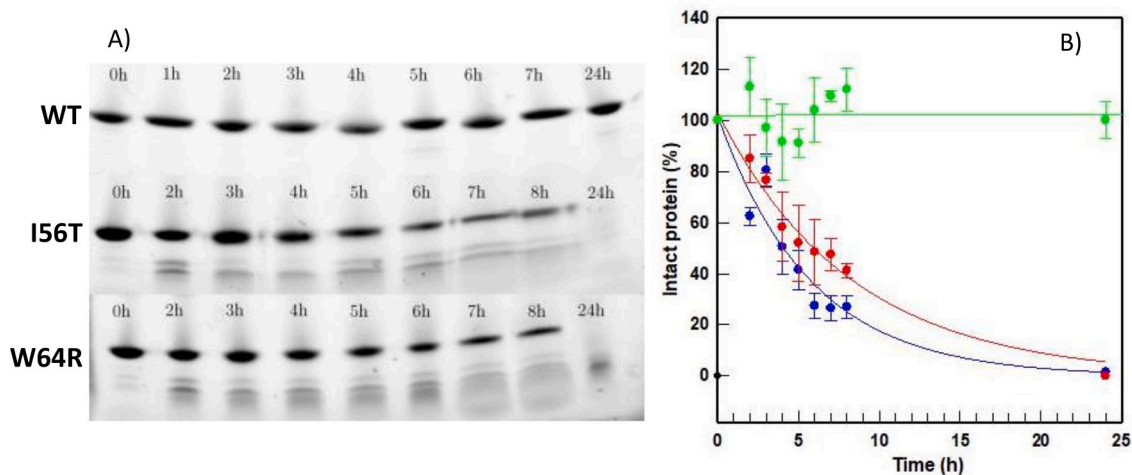 A)
0h 1h 2h 3h 4h 5h 6h 7h 24h
WT
0h 2h 3h 4h 5h 6h 7h 8h 24h
I56T
0h 2h 3h 4h 5h 6h 7h 8h 24h
W64R
B)
140
120
100
80
60
40
20
0
Intact protein (%)
0 5 10 15 20 25
Time (h)